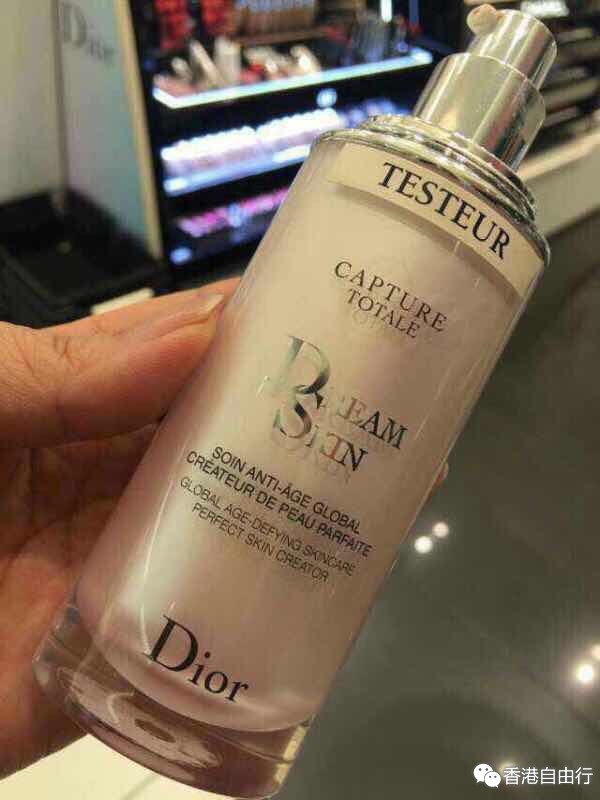 Dior
TESTEUR
CAPTURE
TOTALE
DREAM
SKIN
SOIN ANTI-ÂGE GLOBAL
CRÉATEUR DE PEAU PARFAITE
GLOBAL AGE-DEFYING SKINCARE
PERFECT SKIN CREATOR
Dior
香港自由行